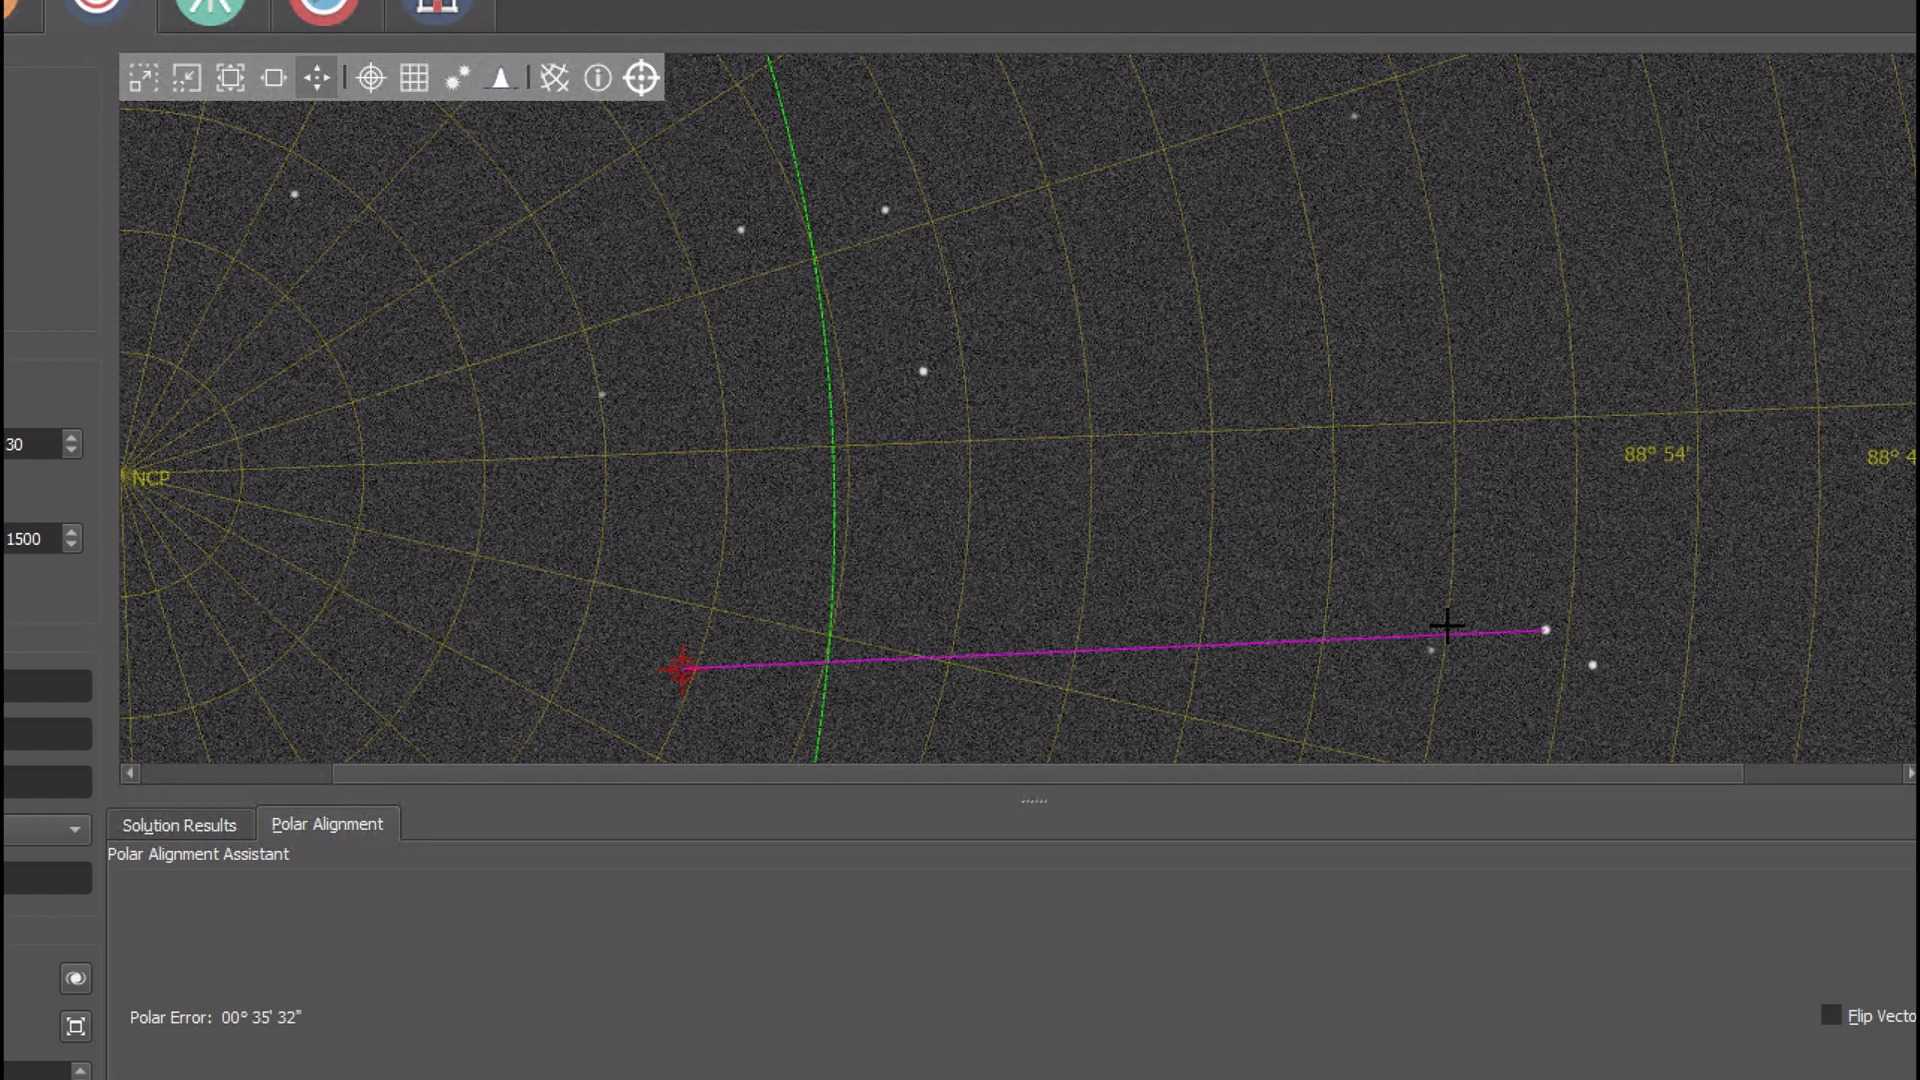 88° 54'
88° 4
30
NCP
1500
Solution Results
Polar Alignment
Polar Alignment Assistant
Polar Error: 00° 35' 32"
Flip Vecto